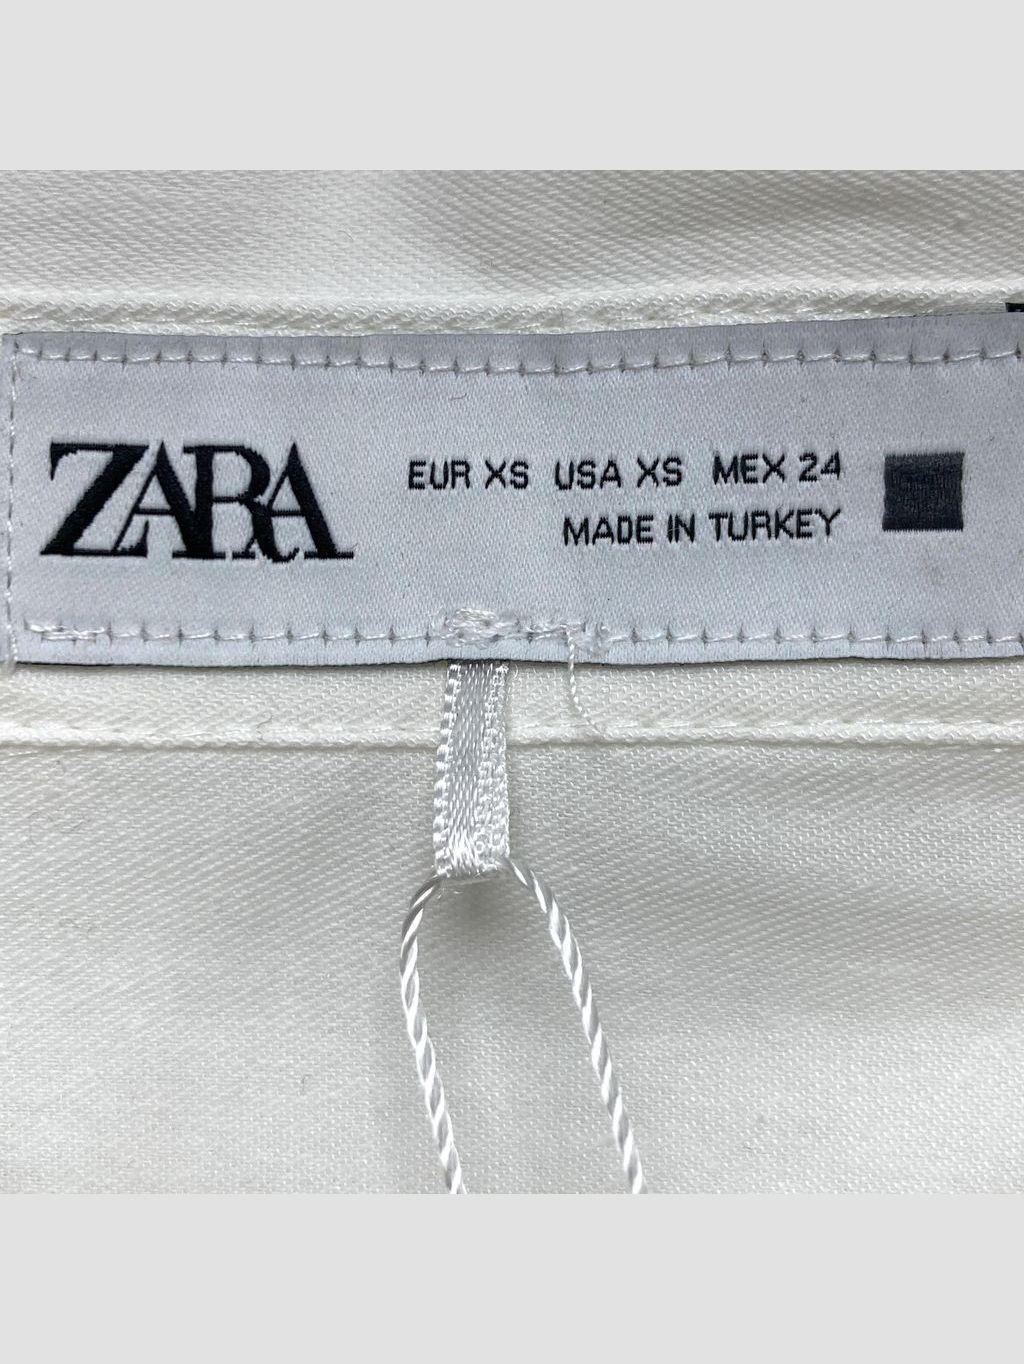 ZARA
EUR XS USA XS MEX 24
MADE IN TURKEY